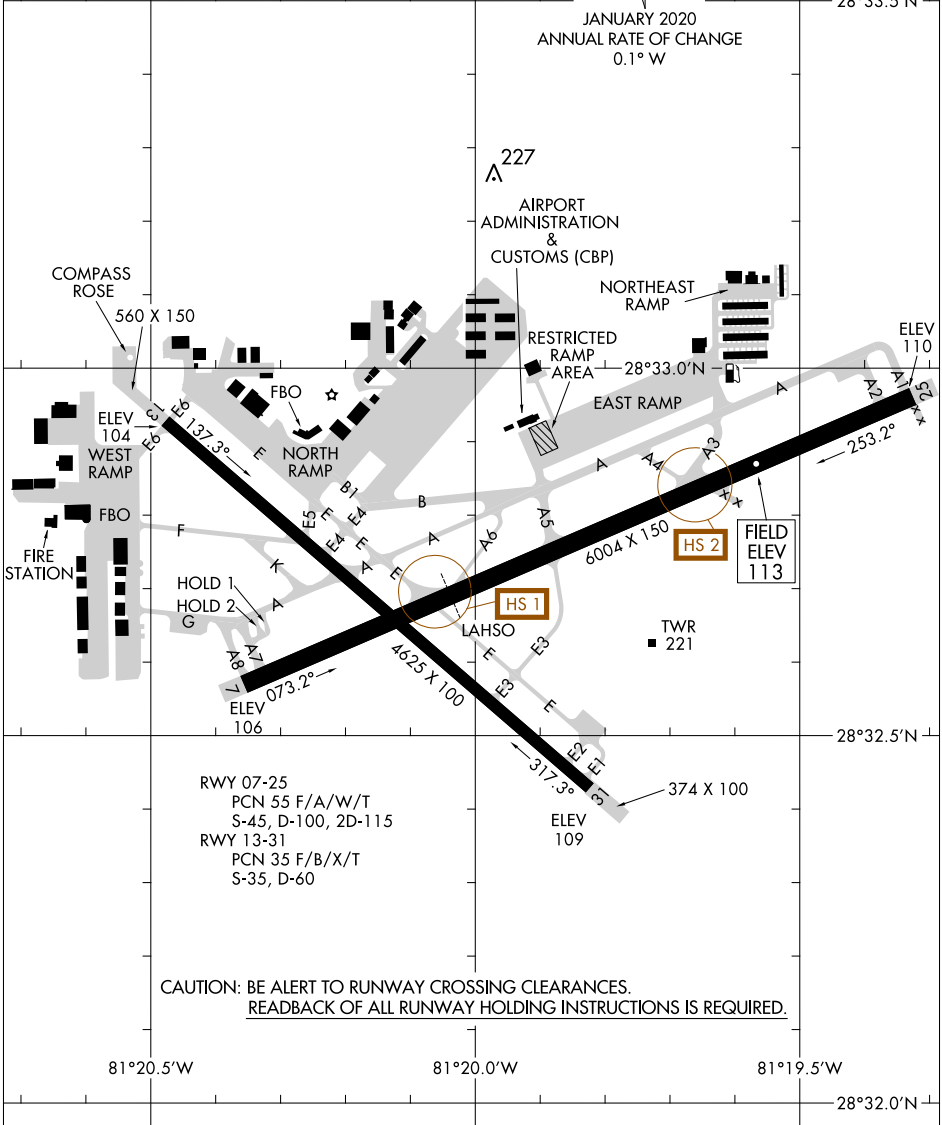 28°33.5'N
JANUARY 2020
ANNUAL RATE OF CHANGE
0.1° W
227
AIRPORT
ADMINISTRATION
&
CUSTOMS (CBP)
COMPASS
ROSE
560 X 150
NORTHEAST
RAMP
ELEV
110
RESTRICTED
RAMP
AREA
28°33.0'N
A
A2
A1
25
FBO
EAST RAMP
ELEV
104
13
E6
E6
137.3°
E
WEST
RAMP
NORTH
RAMP
253.2°
A3
A4
A
B1
B
A5
E5
E
E4
E4
E
A
A6
6004 X 150
HS 2
FIELD
ELEV
113
FBO
FIRE
STATION
F
K
A
E
HOLD 1
HOLD 2
G
A
HS 1
LAHSO
TWR
221
A8
A7
7
073.2°
ELEV
106
4625 X 100
E
E3
E3
E
28°32.5'N
E2
E1
317.3°
31
374 X 100
ELEV
109
RWY 07-25
PCN 55 F/A/W/T
S-45, D-100, 2D-115
RWY 13-31
PCN 35 F/B/X/T
S-35, D-60
CAUTION: BE ALERT TO RUNWAY CROSSING CLEARANCES.
READBACK OF ALL RUNWAY HOLDING INSTRUCTIONS IS REQUIRED.
81°20.5'W
81°20.0'W
81°19.5'W
28°32.0'N